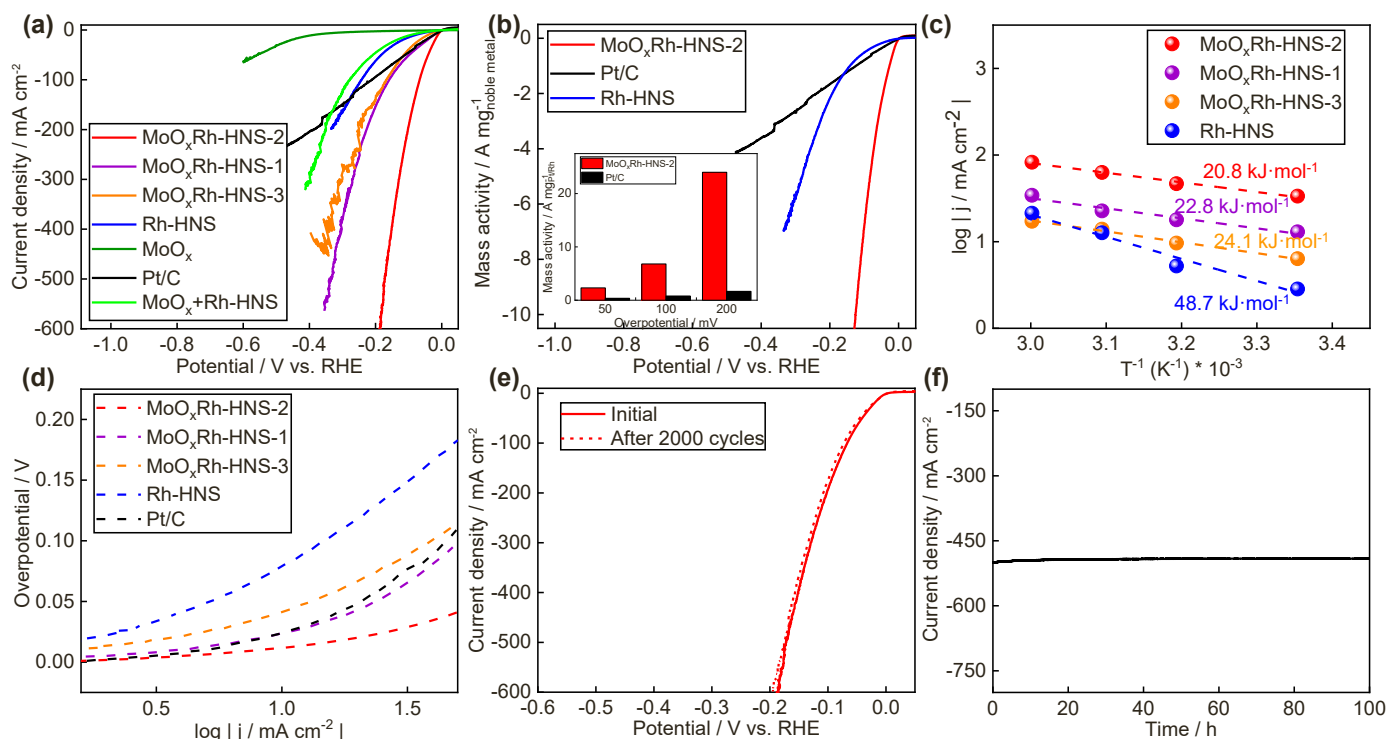 (a)
0
-100
-200
-300
-400
-500
-600
Current density / mA cm⁻²
MoOₓRh-HNS-2
MoOₓRh-HNS-1
MoOₓRh-HNS-3
Rh-HNS
MoOₓ
Pt/C
MoOₓ+Rh-HNS
-1.0 -0.8 -0.6 -0.4 -0.2 0.0
Potential / V vs. RHE
(b)
0
-2
-4
-6
-8
-10
Mass activity / A mg⁻¹noble metal
MoOₓRh-HNS-2
Pt/C
Rh-HNS
MoOₓRh-HNS-2
Pt/C
20
10
0
Mass activity / A mg⁻¹Pt/Rh
50 100 200
Overpotential / mV
-1.0 -0.8 -0.6 -0.4 -0.2 0.0
Potential / V vs. RHE
(c)
3
2
1
0
log | j / mA cm⁻² |
MoOₓRh-HNS-2
MoOₓRh-HNS-1
MoOₓRh-HNS-3
Rh-HNS
20.8 kJ·mol⁻¹
22.8 kJ·mol⁻¹
24.1 kJ·mol⁻¹
48.7 kJ·mol⁻¹
3.0 3.1 3.2 3.3 3.4
T⁻¹ (K⁻¹) * 10⁻³
(d)
0.20
0.15
0.10
0.05
0.00
Overpotential / V
MoOₓRh-HNS-2
MoOₓRh-HNS-1
MoOₓRh-HNS-3
Rh-HNS
Pt/C
0.5 1.0 1.5
log | j / mA cm⁻² |
(e)
0
-100
-200
-300
-400
-500
-600
Current density / mA cm⁻²
Initial
After 2000 cycles
-0.6 -0.5 -0.4 -0.3 -0.2 -0.1 0.0
Potential / V vs. RHE
(f)
-150
-300
-450
-600
-750
Current density / mA cm⁻²
0 20 40 60 80 100
Time / h